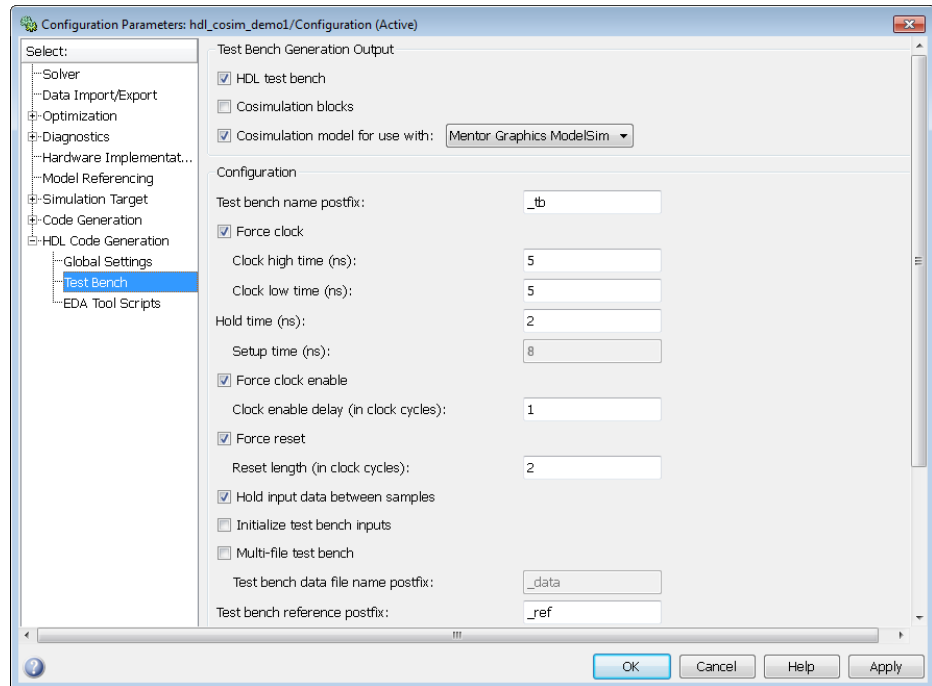 Configuration Parameters: hdl_cosim_demo1/Configuration (Active)
Select:
Solver
Data Import/Export
Optimization
Diagnostics
Hardware Implementat...
Model Referencing
Simulation Target
Code Generation
HDL Code Generation
Global Settings
Test Bench
EDA Tool Scripts
Test Bench Generation Output
HDL test bench
Cosimulation blocks
Cosimulation model for use with: Mentor Graphics ModelSim
Configuration
Test bench name postfix: _tb
Force clock
Clock high time (ns): 5
Clock low time (ns): 5
Hold time (ns): 2
Setup time (ns): 8
Force clock enable
Clock enable delay (in clock cycles): 1
Force reset
Reset length (in clock cycles): 2
Hold input data between samples
Initialize test bench inputs
Multi-file test bench
Test bench data file name postfix: _data
Test bench reference postfix: _ref
OK Cancel Help Apply